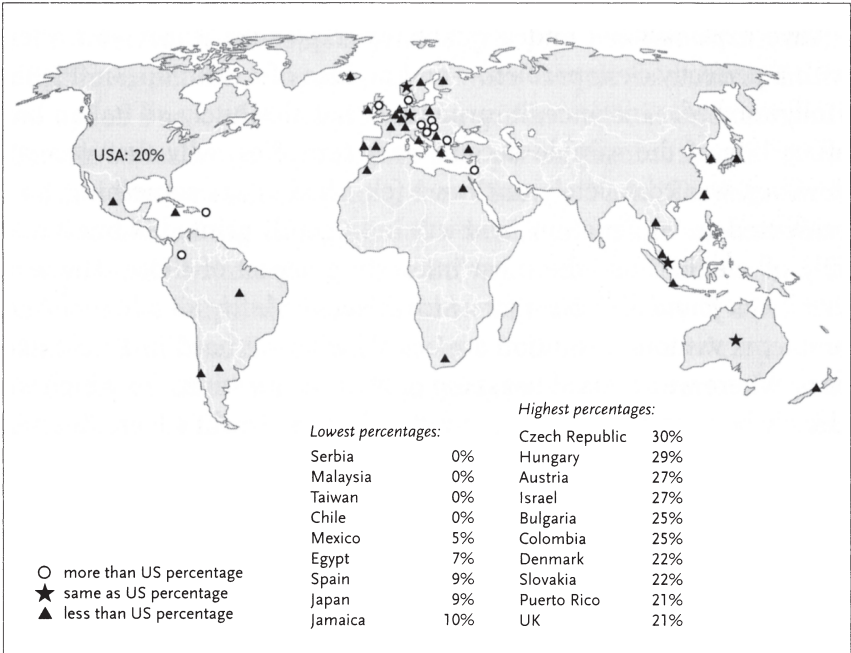 USA: 20%
Lowest percentages:
Serbia 0%
Malaysia 0%
Taiwan 0%
Chile 0%
Mexico 5%
Egypt 7%
Spain 9%
Japan 9%
Jamaica 10%
Highest percentages:
Czech Republic 30%
Hungary 29%
Austria 27%
Israel 27%
Bulgaria 25%
Colombia 25%
Denmark 22%
Slovakia 22%
Puerto Rico 21%
UK 21%
more than US percentage
same as US percentage
less than US percentage